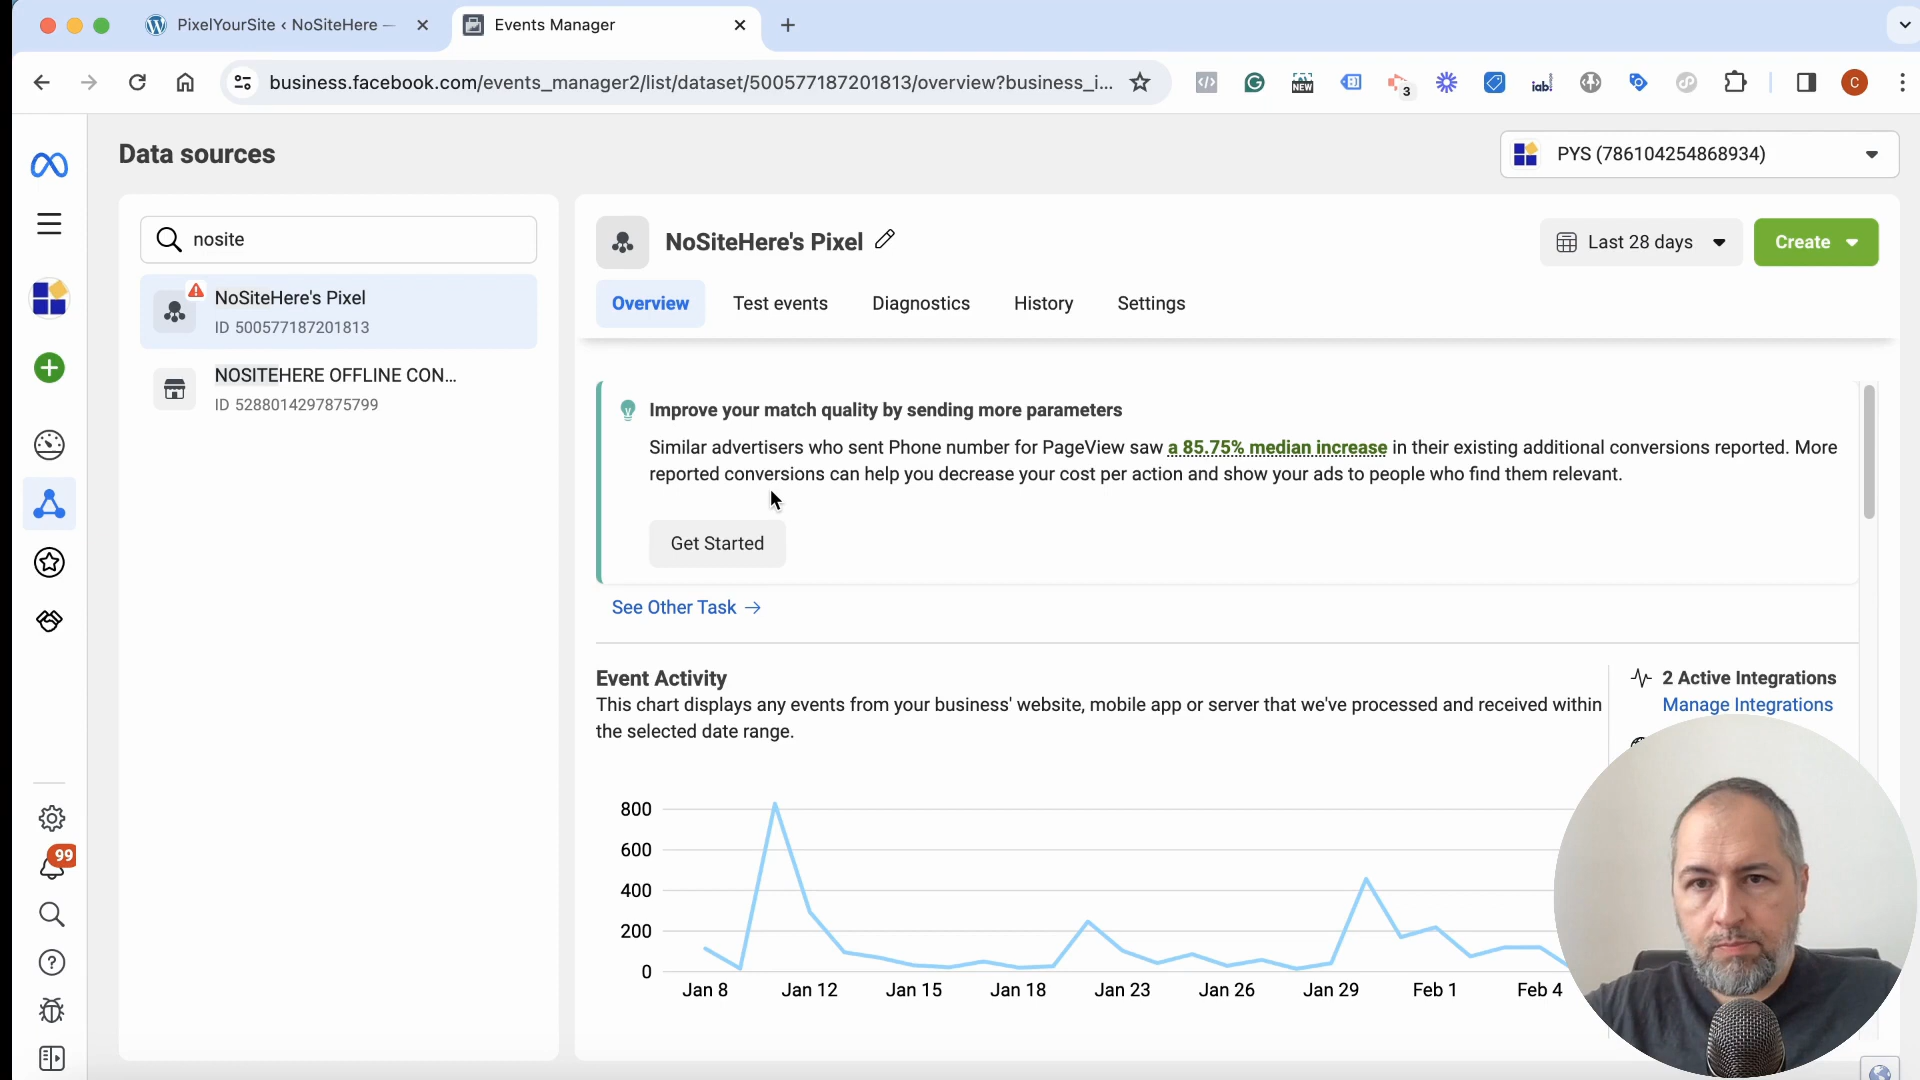 PixelYourSite ‹ NoSiteHere —
Events Manager
business.facebook.com/events_manager2/list/dataset/500577187201813/overview?business_i...
NEW
3
iab!
C
Data sources
PYS (786104254868934)
nosite
NoSiteHere's Pixel
ID 500577187201813
NOSITEHERE OFFLINE CON...
ID 5288014297875799
NoSiteHere's Pixel
Last 28 days
Create
Overview
Test events
Diagnostics
History
Settings
Improve your match quality by sending more parameters
Similar advertisers who sent Phone number for PageView saw a 85.75% median increase in their existing additional conversions reported. More
reported conversions can help you decrease your cost per action and show your ads to people who find them relevant.
Get Started
See Other Task →
Event Activity
This chart displays any events from your business' website, mobile app or server that we've processed and received within
the selected date range.
2 Active Integrations
Manage Integrations
800
600
400
200
0
Jan 8
Jan 12
Jan 15
Jan 18
Jan 23
Jan 26
Jan 29
Feb 1
Feb 4
99